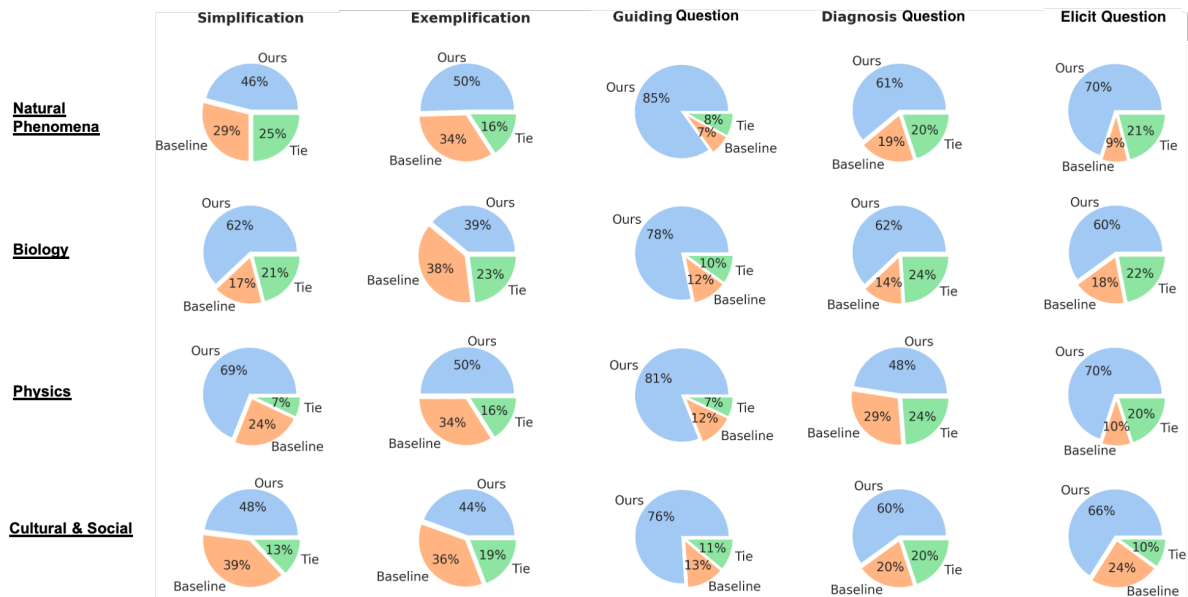 Simplification
Exemplification
Guiding Question
Diagnosis Question
Elicit Question
Natural
Phenomena
Ours
46%
29%
25%
Baseline
Tie
Ours
50%
34%
16%
Baseline
Tie
Ours
85%
8%
7%
Tie
Baseline
Ours
61%
19%
20%
Baseline
Tie
Ours
70%
9%
21%
Baseline
Tie
Biology
Ours
62%
17%
21%
Baseline
Tie
Ours
39%
38%
23%
Baseline
Tie
Ours
78%
10%
12%
Tie
Baseline
Ours
62%
14%
24%
Baseline
Tie
Ours
60%
18%
22%
Baseline
Tie
Physics
Ours
69%
7%
24%
Tie
Baseline
Ours
50%
34%
16%
Baseline
Tie
Ours
81%
7%
12%
Tie
Baseline
Ours
48%
29%
24%
Baseline
Tie
Ours
70%
10%
20%
Baseline
Tie
Cultural & Social
Ours
48%
13%
39%
Tie
Baseline
Ours
44%
36%
19%
Baseline
Tie
Ours
76%
11%
13%
Tie
Baseline
Ours
60%
20%
20%
Baseline
Tie
Ours
66%
10%
24%
Tie
Baseline